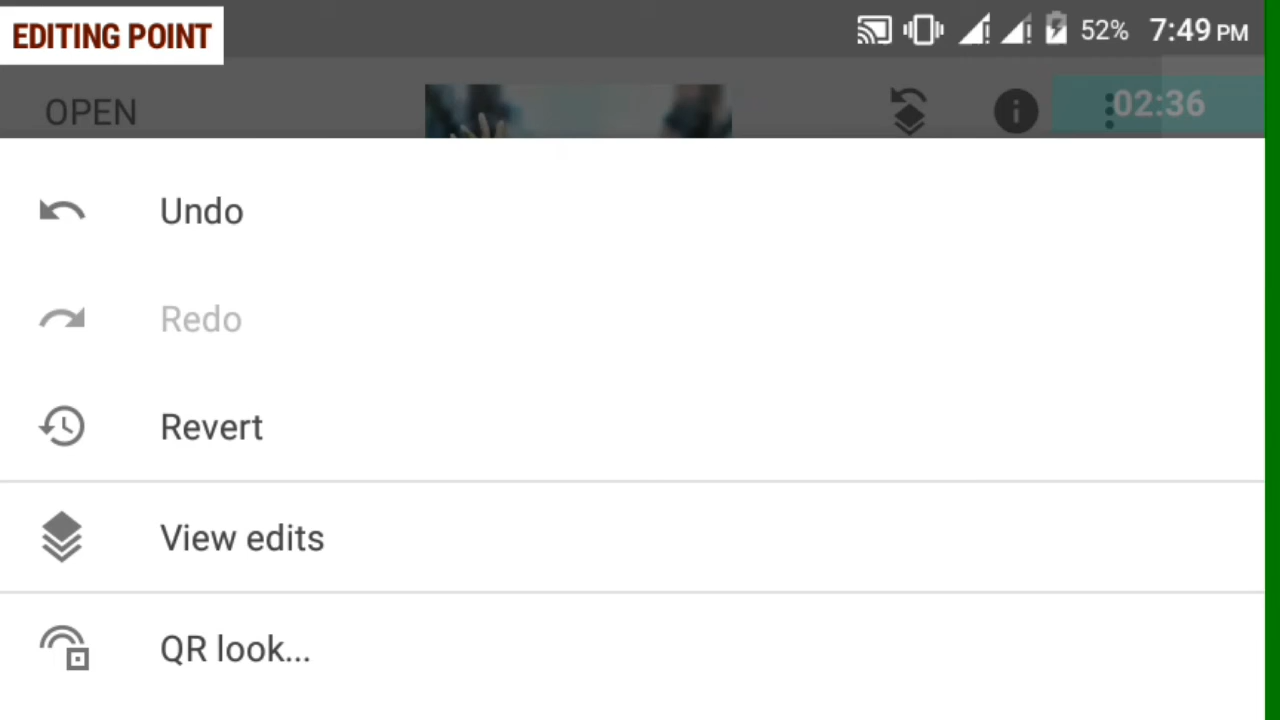 EDITING POINT
52% 7:49 PM
OPEN
02:36
Undo
Redo
Revert
View edits
QR look...